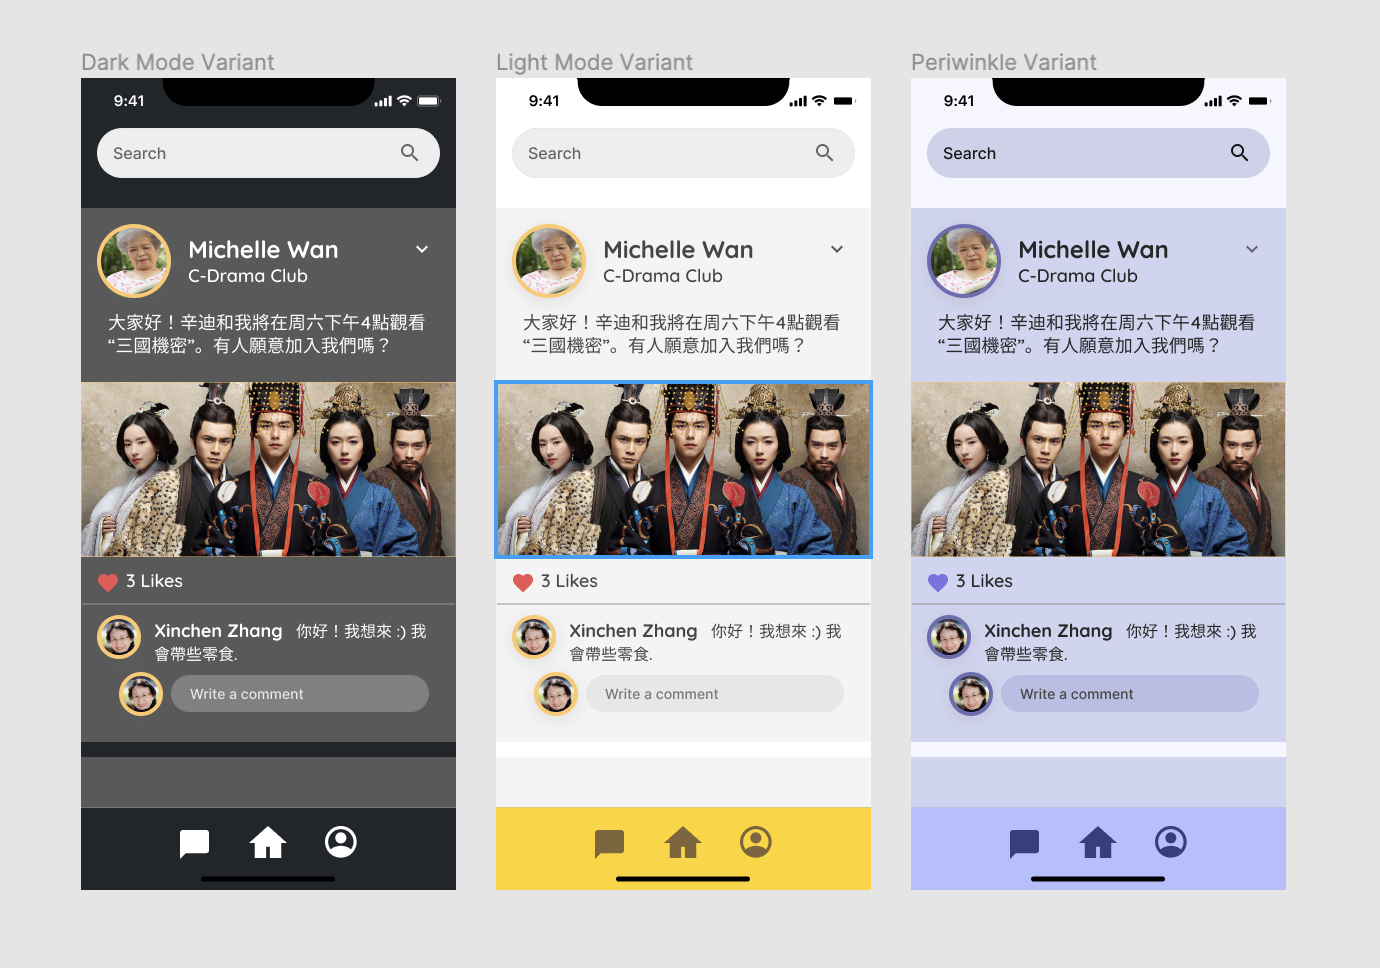 Dark Mode Variant
9:41
Search
Michelle Wan
C-Drama Club
大家好！辛迪和我將在周六下午4點觀看
“三國機密”。有人願意加入我們嗎？
3 Likes
Xinchen Zhang 你好！我想來 :) 我
會帶些零食.
Write a comment
Light Mode Variant
9:41
Search
Michelle Wan
C-Drama Club
大家好！辛迪和我將在周六下午4點觀看
“三國機密”。有人願意加入我們嗎？
3 Likes
Xinchen Zhang 你好！我想來 :) 我
會帶些零食.
Write a comment
Periwinkle Variant
9:41
Search
Michelle Wan
C-Drama Club
大家好！辛迪和我將在周六下午4點觀看
“三國機密”。有人願意加入我們嗎？
3 Likes
Xinchen Zhang 你好！我想來 :) 我
會帶些零食.
Write a comment